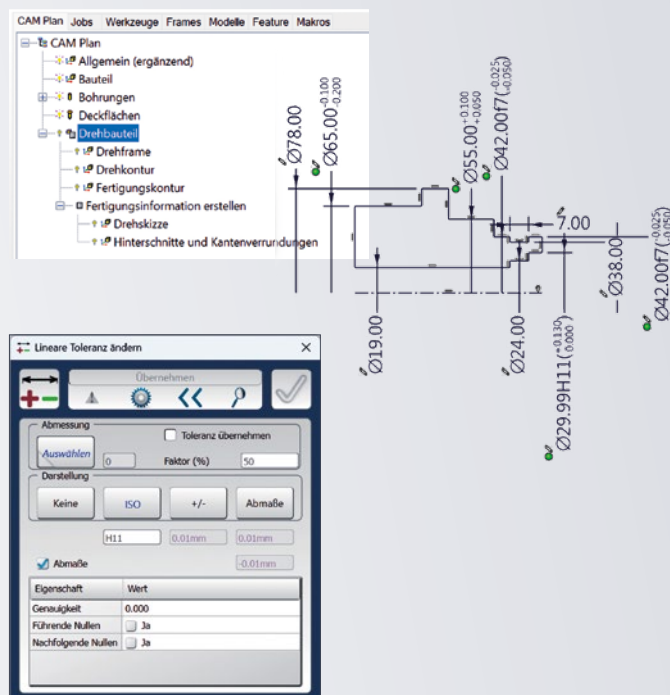 CAM Plan Jobs Werkzeuge Frames Modelle Feature Makros
CAM Plan
Allgemein (ergänzend)
Bauteil
Bohrungen
Deckflächen
Drehbauteil
Drehframe
Drehkontur
Fertigungskontur
Fertigungsinformation erstellen
Drehskizze
Hinterschnitte und Kantenverrundungen
Ø78.00
Ø65.00 -0.100 -0.200
Ø55.00 +0.100 +0.050
Ø42.00f7(-0.025 -0.050)
7.00
Ø19.00
Ø24.00
Ø29.99H11(+0.130 0.000)
Ø38.00
Ø42.00f7(-0.025 -0.050)
Lineare Toleranz ändern
Übernehmen
Abmessung
Toleranz übernehmen
Auswählen 0 Faktor (%) 50
Darstellung
Keine ISO +/- Abmaße
H11 0.01mm 0.01mm
Abmaße -0.01mm
Eigenschaft Wert
Genauigkeit 0.000
Führende Nullen Ja
Nachfolgende Nullen Ja